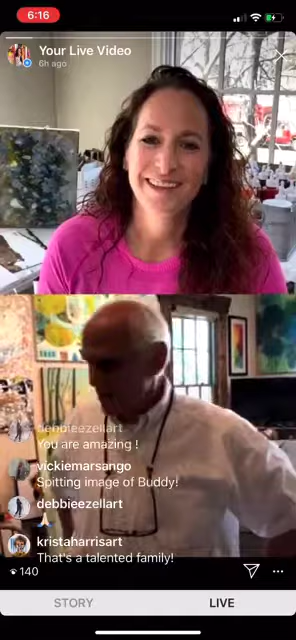 6:16
Your Live Video
6h ago
debbieezellart
You are amazing !
vickiemarsango
Spitting image of Buddy!
debbieezellart
🙏🏻
kristaharrisart
That's a talented family!
140
STORY
LIVE